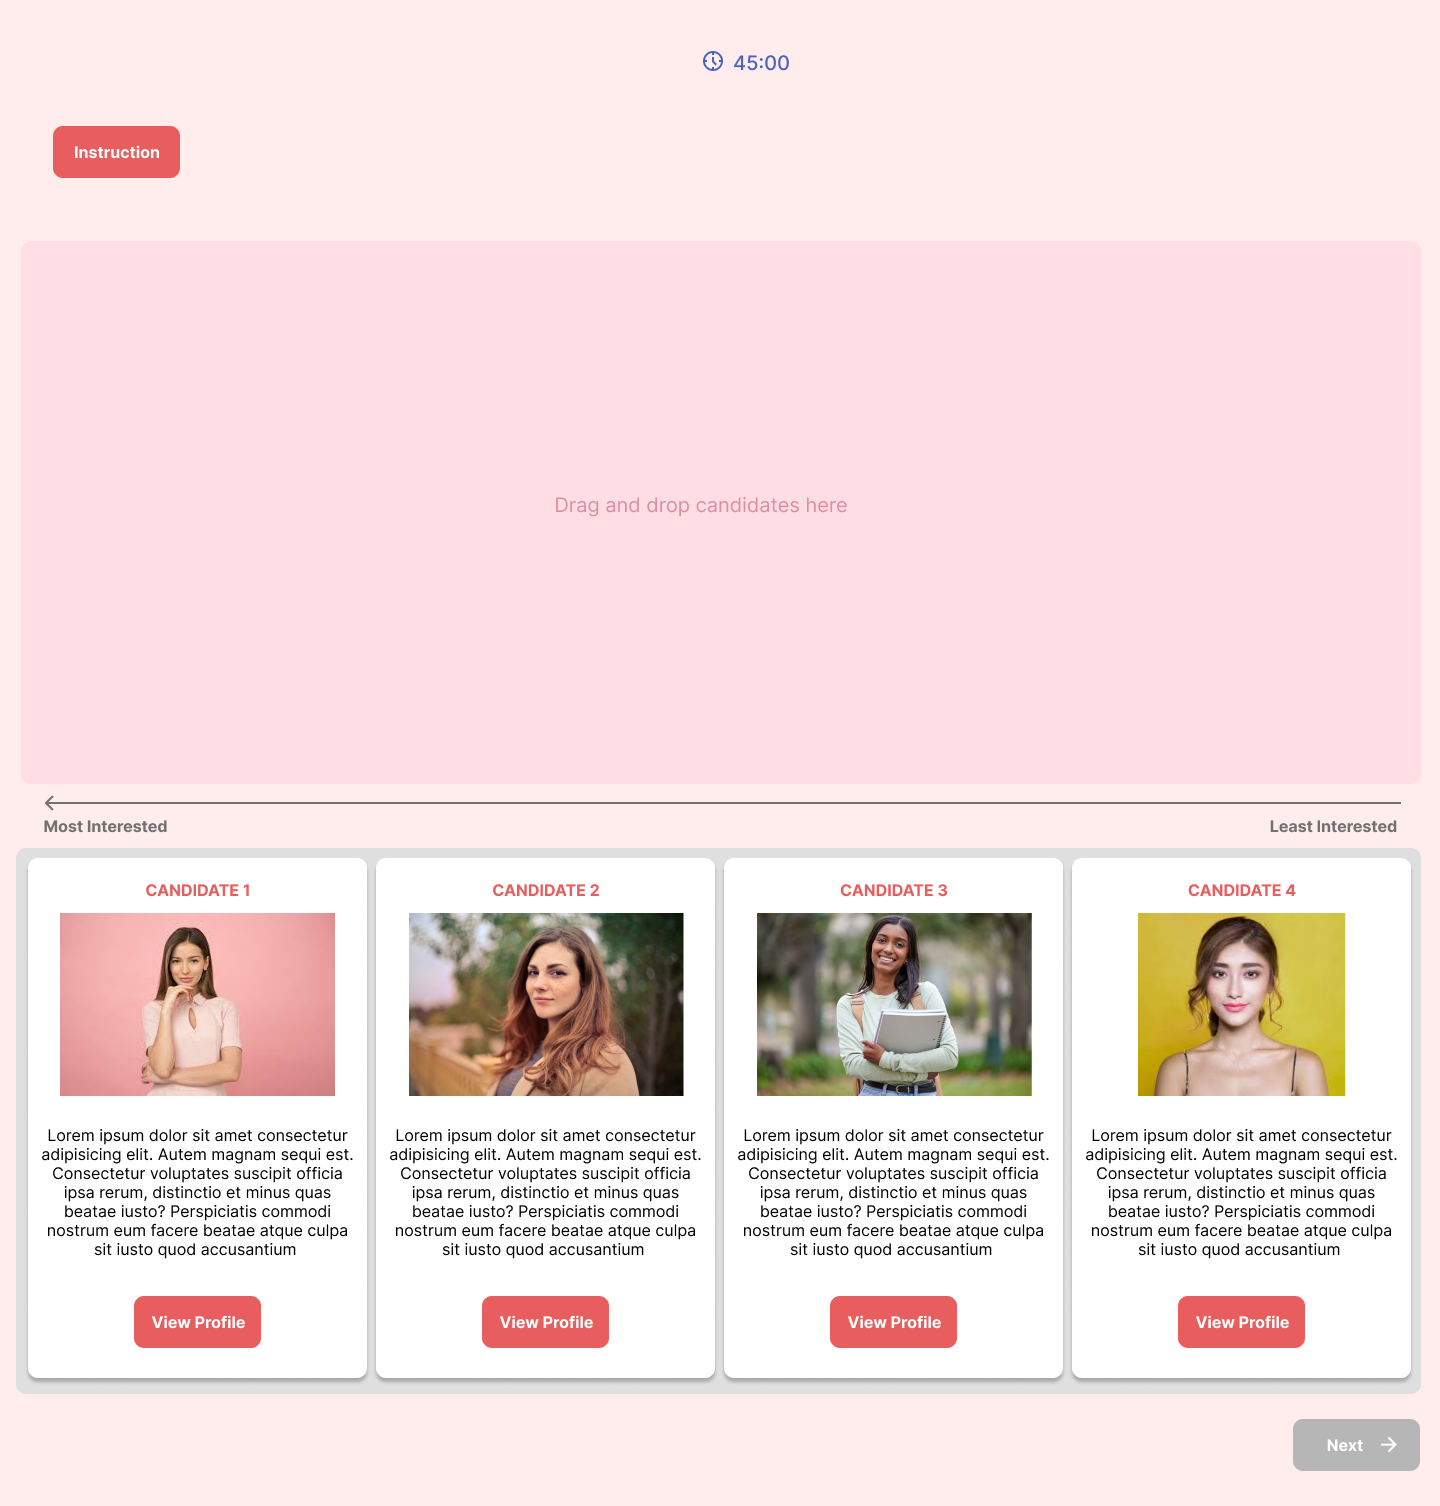 45:00
Instruction
Drag and drop candidates here
Most Interested
Least Interested
CANDIDATE 1
Lorem ipsum dolor sit amet consectetur
adipisicing elit. Autem magnam sequi est.
Consectetur voluptates suscipit officia
ipsa rerum, distinctio et minus quas
beatae iusto? Perspiciatis commodi
nostrum eum facere beatae atque culpa
sit iusto quod accusantium
View Profile
CANDIDATE 2
Lorem ipsum dolor sit amet consectetur
adipisicing elit. Autem magnam sequi est.
Consectetur voluptates suscipit officia
ipsa rerum, distinctio et minus quas
beatae iusto? Perspiciatis commodi
nostrum eum facere beatae atque culpa
sit iusto quod accusantium
View Profile
CANDIDATE 3
Lorem ipsum dolor sit amet consectetur
adipisicing elit. Autem magnam sequi est.
Consectetur voluptates suscipit officia
ipsa rerum, distinctio et minus quas
beatae iusto? Perspiciatis commodi
nostrum eum facere beatae atque culpa
sit iusto quod accusantium
View Profile
CANDIDATE 4
Lorem ipsum dolor sit amet consectetur
adipisicing elit. Autem magnam sequi est.
Consectetur voluptates suscipit officia
ipsa rerum, distinctio et minus quas
beatae iusto? Perspiciatis commodi
nostrum eum facere beatae atque culpa
sit iusto quod accusantium
View Profile
Next